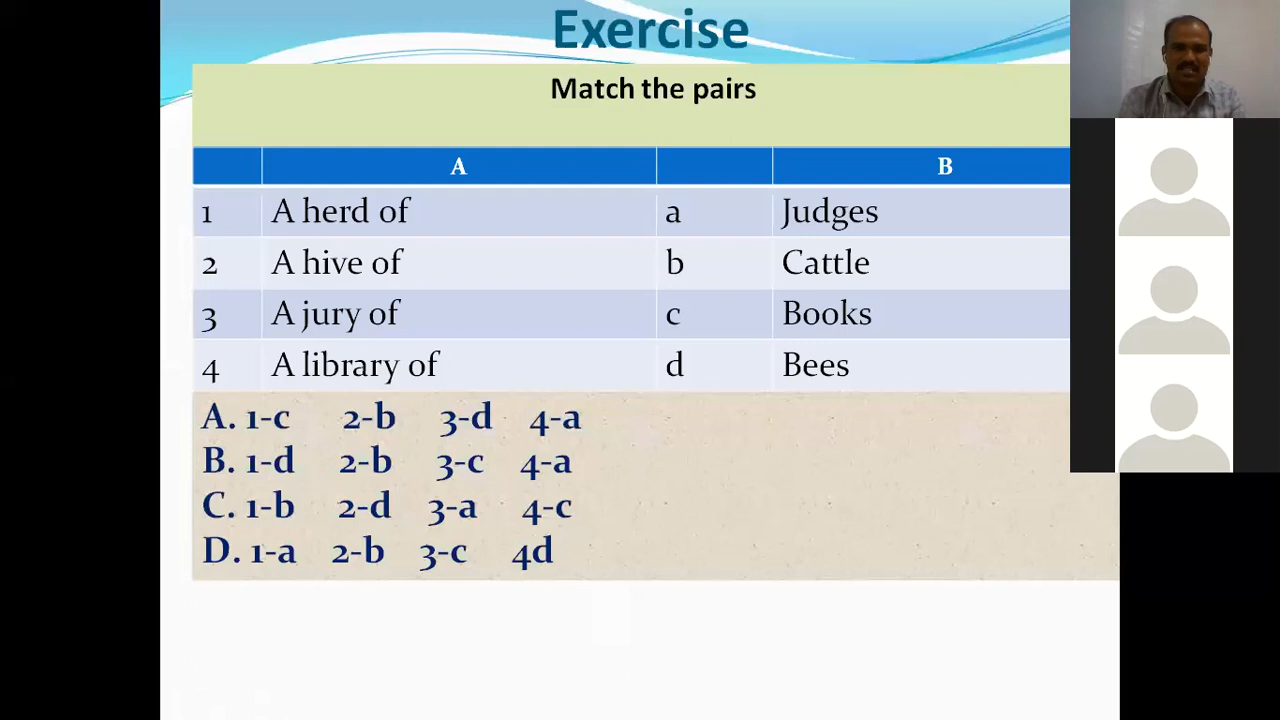 Exercise
Match the pairs
A B
1 A herd of a Judges
2 A hive of b Cattle
3 A jury of c Books
4 A library of d Bees
A. 1-c 2-b 3-d 4-a
B. 1-d 2-b 3-c 4-a
C. 1-b 2-d 3-a 4-c
D. 1-a 2-b 3-c 4d